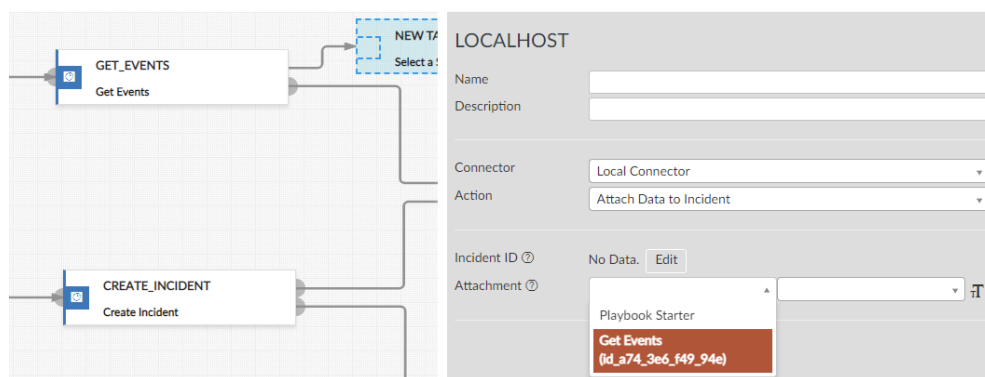 GET_EVENTS
Get Events
NEW TA
Select a
CREATE_INCIDENT
Create Incident
LOCALHOST
Name
Description
Connector
Local Connector
Action
Attach Data to Incident
Incident ID
No Data.
Edit
Attachment
Playbook Starter
Get Events
(id_a74_3e6_f49_94e)